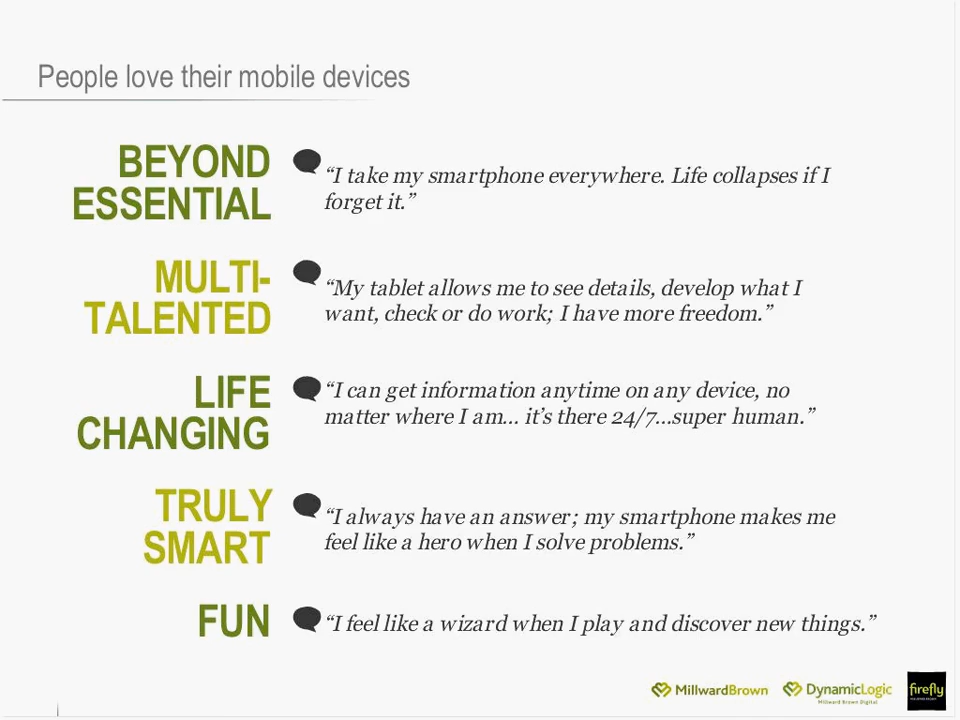 People love their mobile devices
BEYOND
ESSENTIAL
“I take my smartphone everywhere. Life collapses if I
forget it.”
MULTI-
TALENTED
“My tablet allows me to see details, develop what I
want, check or do work; I have more freedom.”
LIFE
CHANGING
“I can get information anytime on any device, no
matter where I am... it’s there 24/7...super human.”
TRULY
SMART
“I always have an answer; my smartphone makes me
feel like a hero when I solve problems.”
FUN
“I feel like a wizard when I play and discover new things.”
MillwardBrown
DynamicLogic
Millward Brown Digital
firefly